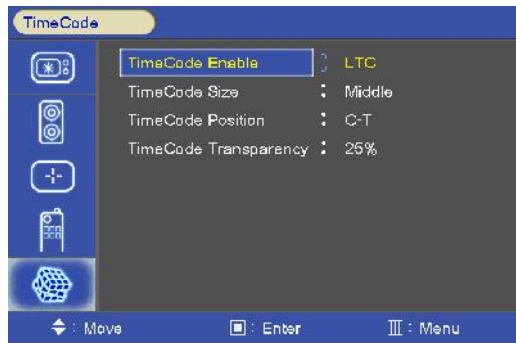 TimeCode
TimeCode Enable : LTC
TimeCode Size : Middle
TimeCode Position : C-T
TimeCode Transparency : 25%
: Move : Enter : Menu